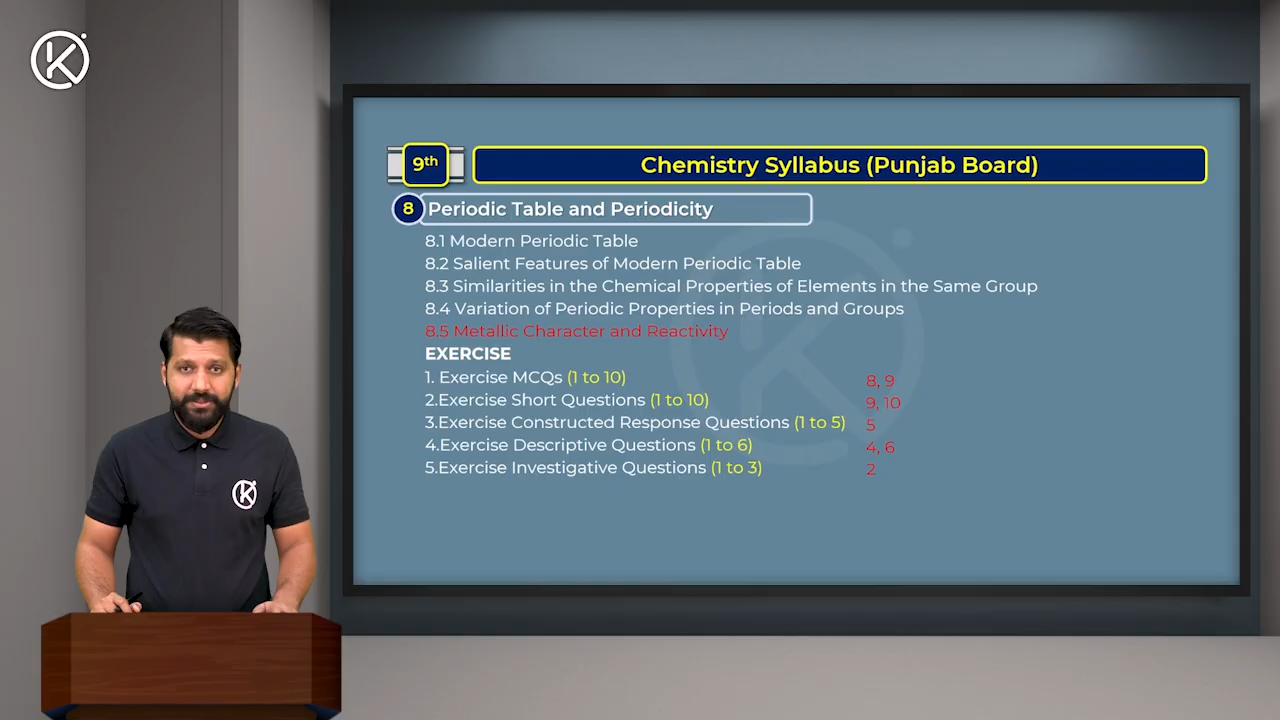 9th
Chemistry Syllabus (Punjab Board)
8 Periodic Table and Periodicity
8.1 Modern Periodic Table
8.2 Salient Features of Modern Periodic Table
8.3 Similarities in the Chemical Properties of Elements in the Same Group
8.4 Variation of Periodic Properties in Periods and Groups
8.5 Metallic Character and Reactivity
EXERCISE
1. Exercise MCQs (1 to 10) 8, 9
2.Exercise Short Questions (1 to 10) 9, 10
3.Exercise Constructed Response Questions (1 to 5) 5
4.Exercise Descriptive Questions (1 to 6) 4, 6
5.Exercise Investigative Questions (1 to 3) 2